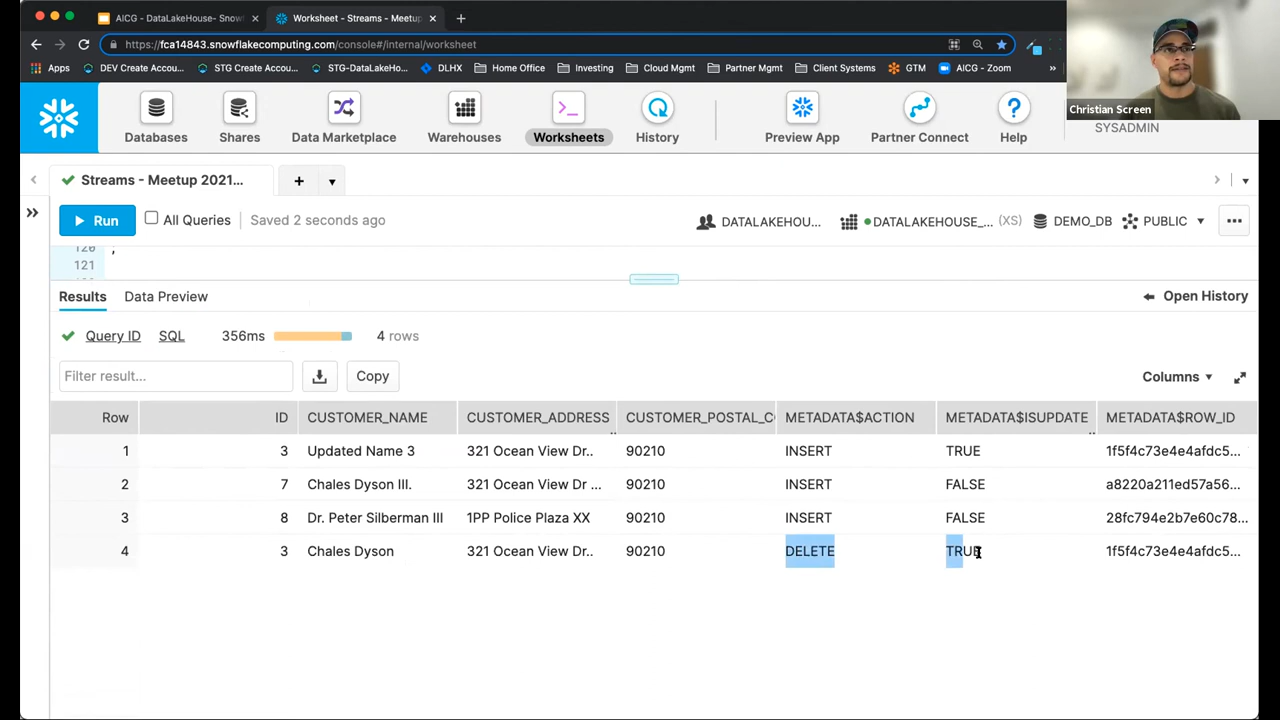 AICG - DataLakeHouse- Snowf
Worksheet - Streams - Meetup
https://fca14843.snowflakecomputing.com/console#/internal/worksheet
Apps DEV Create Accou... STG Create Accoun... STG-DataLakeHo... DLHX Home Office Investing Cloud Mgmt Partner Mgmt Client Systems GTM AICG - Zoom »
Christian Screen
SYSADMIN
Databases Shares Data Marketplace Warehouses Worksheets History Preview App Partner Connect Help
Streams - Meetup 2021...
Run All Queries Saved 2 seconds ago DATALAKEHOU... DATALAKEHOUSE_... (XS) DEMO_DB PUBLIC
120 ;
121
Results Data Preview Open History
Query ID SQL 356ms 4 rows
Filter result... Copy Columns
Row ID CUSTOMER_NAME CUSTOMER_ADDRESS CUSTOMER_POSTAL_C METADATA$ACTION METADATA$ISUPDATE METADATA$ROW_ID
1 3 Updated Name 3 321 Ocean View Dr.. 90210 INSERT TRUE 1f5f4c73e4e4afdc5...
2 7 Chales Dyson III. 321 Ocean View Dr ... 90210 INSERT FALSE a8220a211ed57a56...
3 8 Dr. Peter Silberman III 1PP Police Plaza XX 90210 INSERT FALSE 28fc794e2b7e60c78...
4 3 Chales Dyson 321 Ocean View Dr.. 90210 DELETE TRUE 1f5f4c73e4e4afdc5...